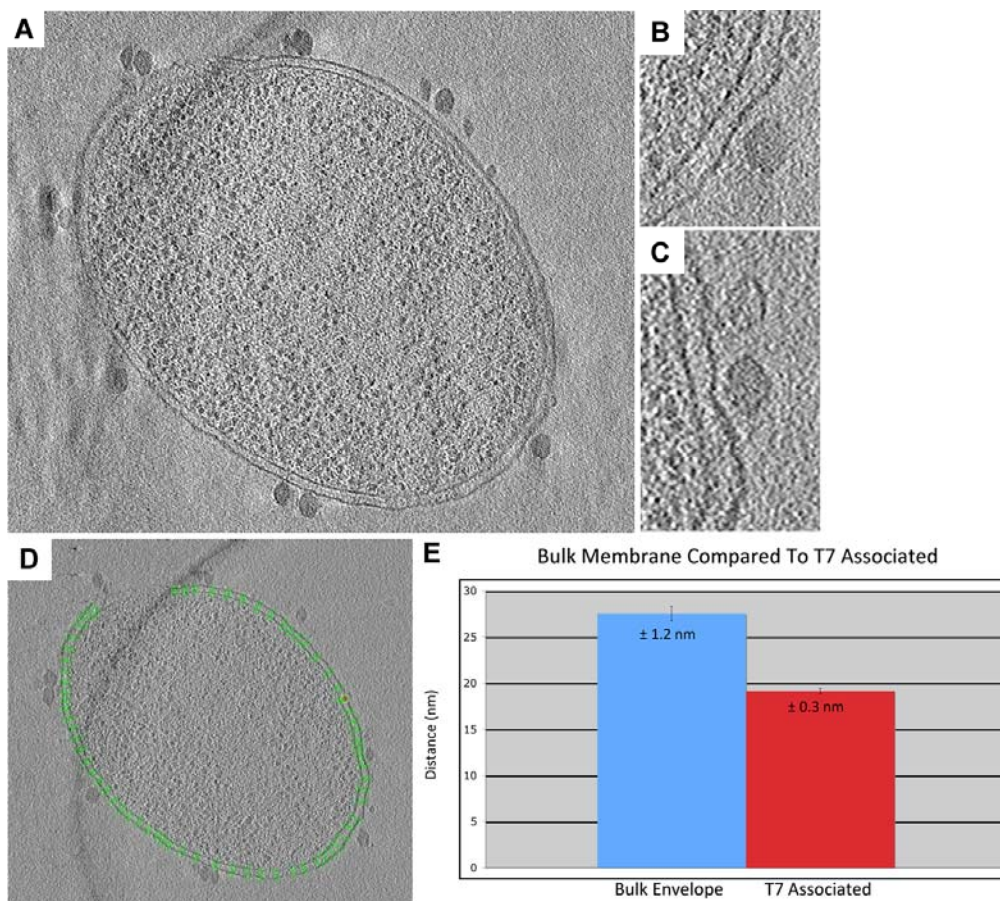 A
B
C
D
E
Bulk Membrane Compared To T7 Associated
Distance (nm)
30
25
20
15
10
5
0
± 1.2 nm
± 0.3 nm
Bulk Envelope
T7 Associated